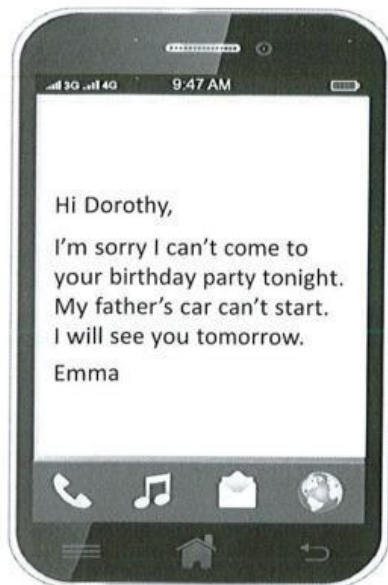 3G 4G 9:47 AM
Hi Dorothy,
I'm sorry I can't come to
your birthday party tonight.
My father's car can't start.
I will see you tomorrow.
Emma